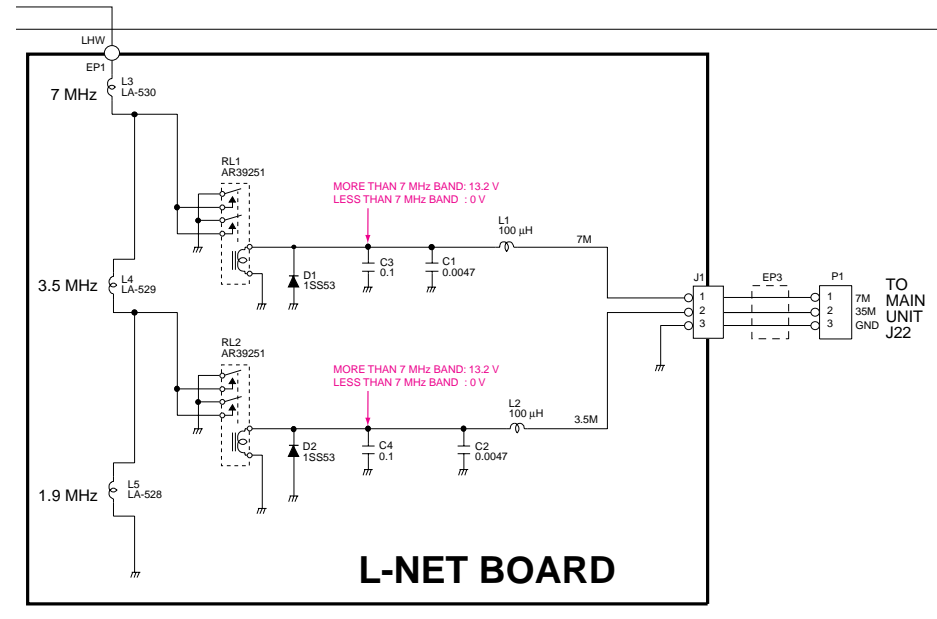 LHW
EP1
L3
LA-530
7 MHz
RL1
AR39251
MORE THAN 7 MHz BAND: 13.2 V
LESS THAN 7 MHz BAND : 0 V
L1
100 µH
7M
C3
0.1
C1
0.0047
D1
1SS53
3.5 MHz
L4
LA-529
J1
1
2
3
EP3
P1
1
2
3
7M
35M
GND
TO
MAIN
UNIT
J22
RL2
AR39251
MORE THAN 7 MHz BAND: 13.2 V
LESS THAN 7 MHz BAND : 0 V
L2
100 µH
3.5M
D2
1SS53
C4
0.1
C2
0.0047
1.9 MHz
L5
LA-528
L-NET BOARD